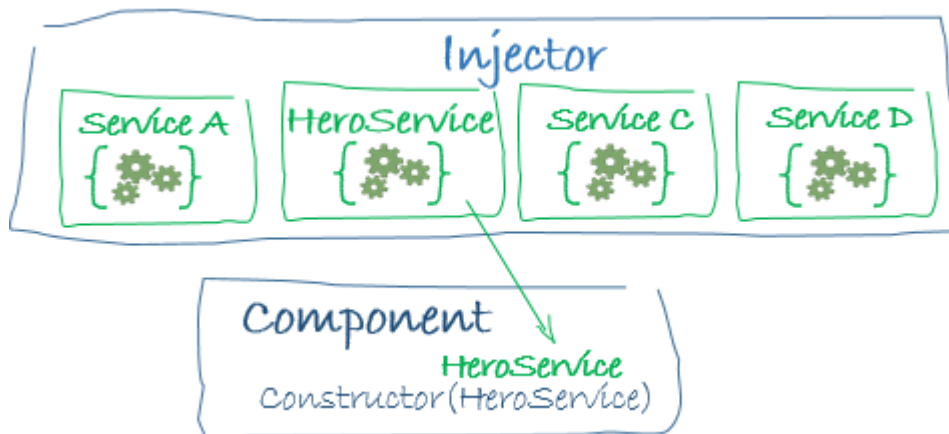 Injector
Service A
HeroService
Service C
Service D
Component
HeroService
Constructor(HeroService)